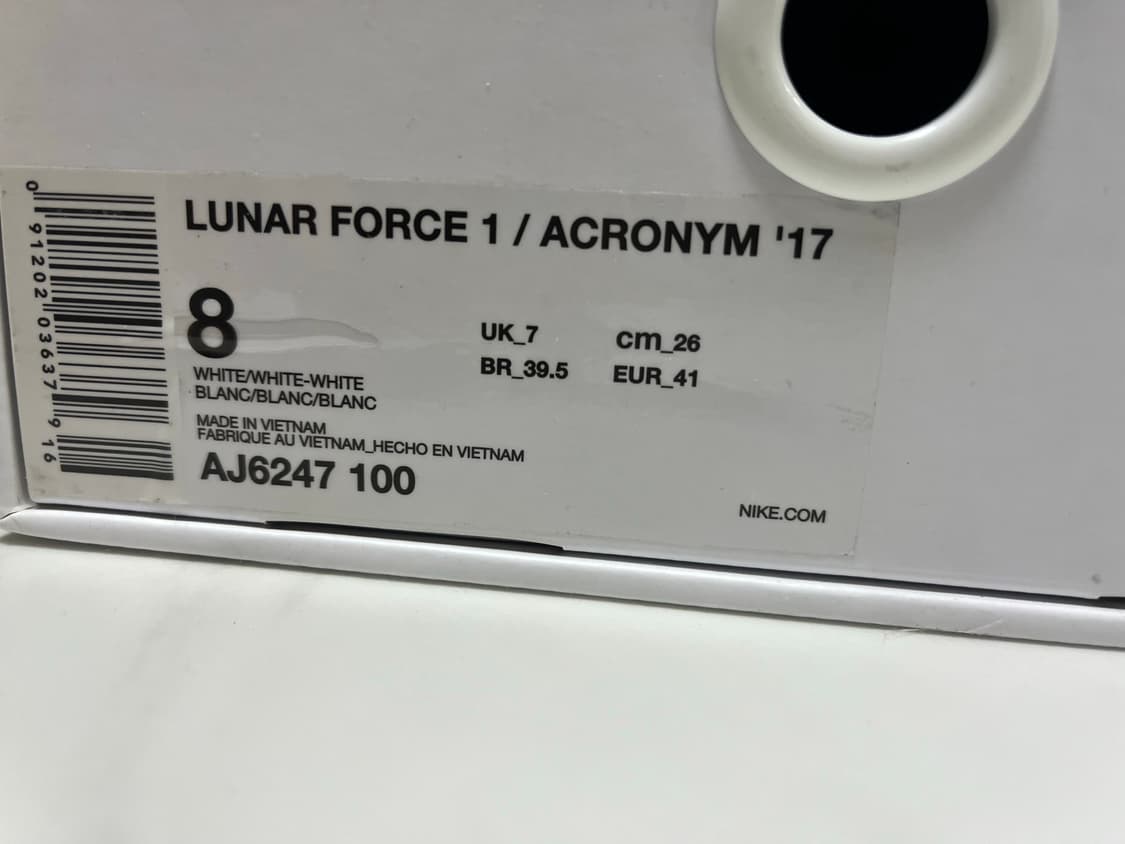 LUNAR FORCE 1 / ACRONYM '17
8
UK_7 cm_26
BR_39.5 EUR_41
WHITE/WHITE-WHITE
BLANC/BLANC/BLANC
MADE IN VIETNAM
FABRIQUE AU VIETNAM_HECHO EN VIETNAM
AJ6247 100
NIKE.COM
0 91202 03637 9 16